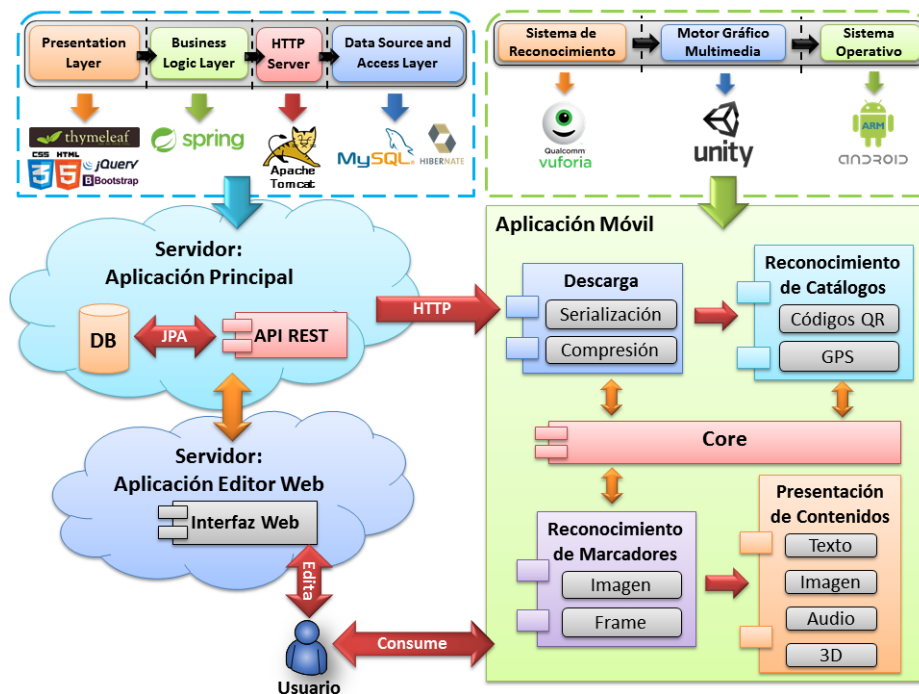 Presentation
Layer
Business
Logic Layer
HTTP
Server
Data Source and
Access Layer
thymeleaf
CSS
HTML
3
5
jQuery
B Bootstrap
spring
Apache
Tomcat
MySQL
HIBERNATE
Sistema de
Reconocimiento
Motor Gráfico
Multimedia
Sistema
Operativo
Qualcomm
vuforia
unity
ARM
ANDROID
Servidor:
Aplicación Principal
DB
JPA
API REST
HTTP
Servidor:
Aplicación Editor Web
Interfaz Web
Edita
Usuario
Consume
Aplicación Móvil
Descarga
Serialización
Compresión
Reconocimiento
de Catálogos
Códigos QR
GPS
Core
Reconocimiento
de Marcadores
Imagen
Frame
Presentación
de Contenidos
Texto
Imagen
Audio
3D